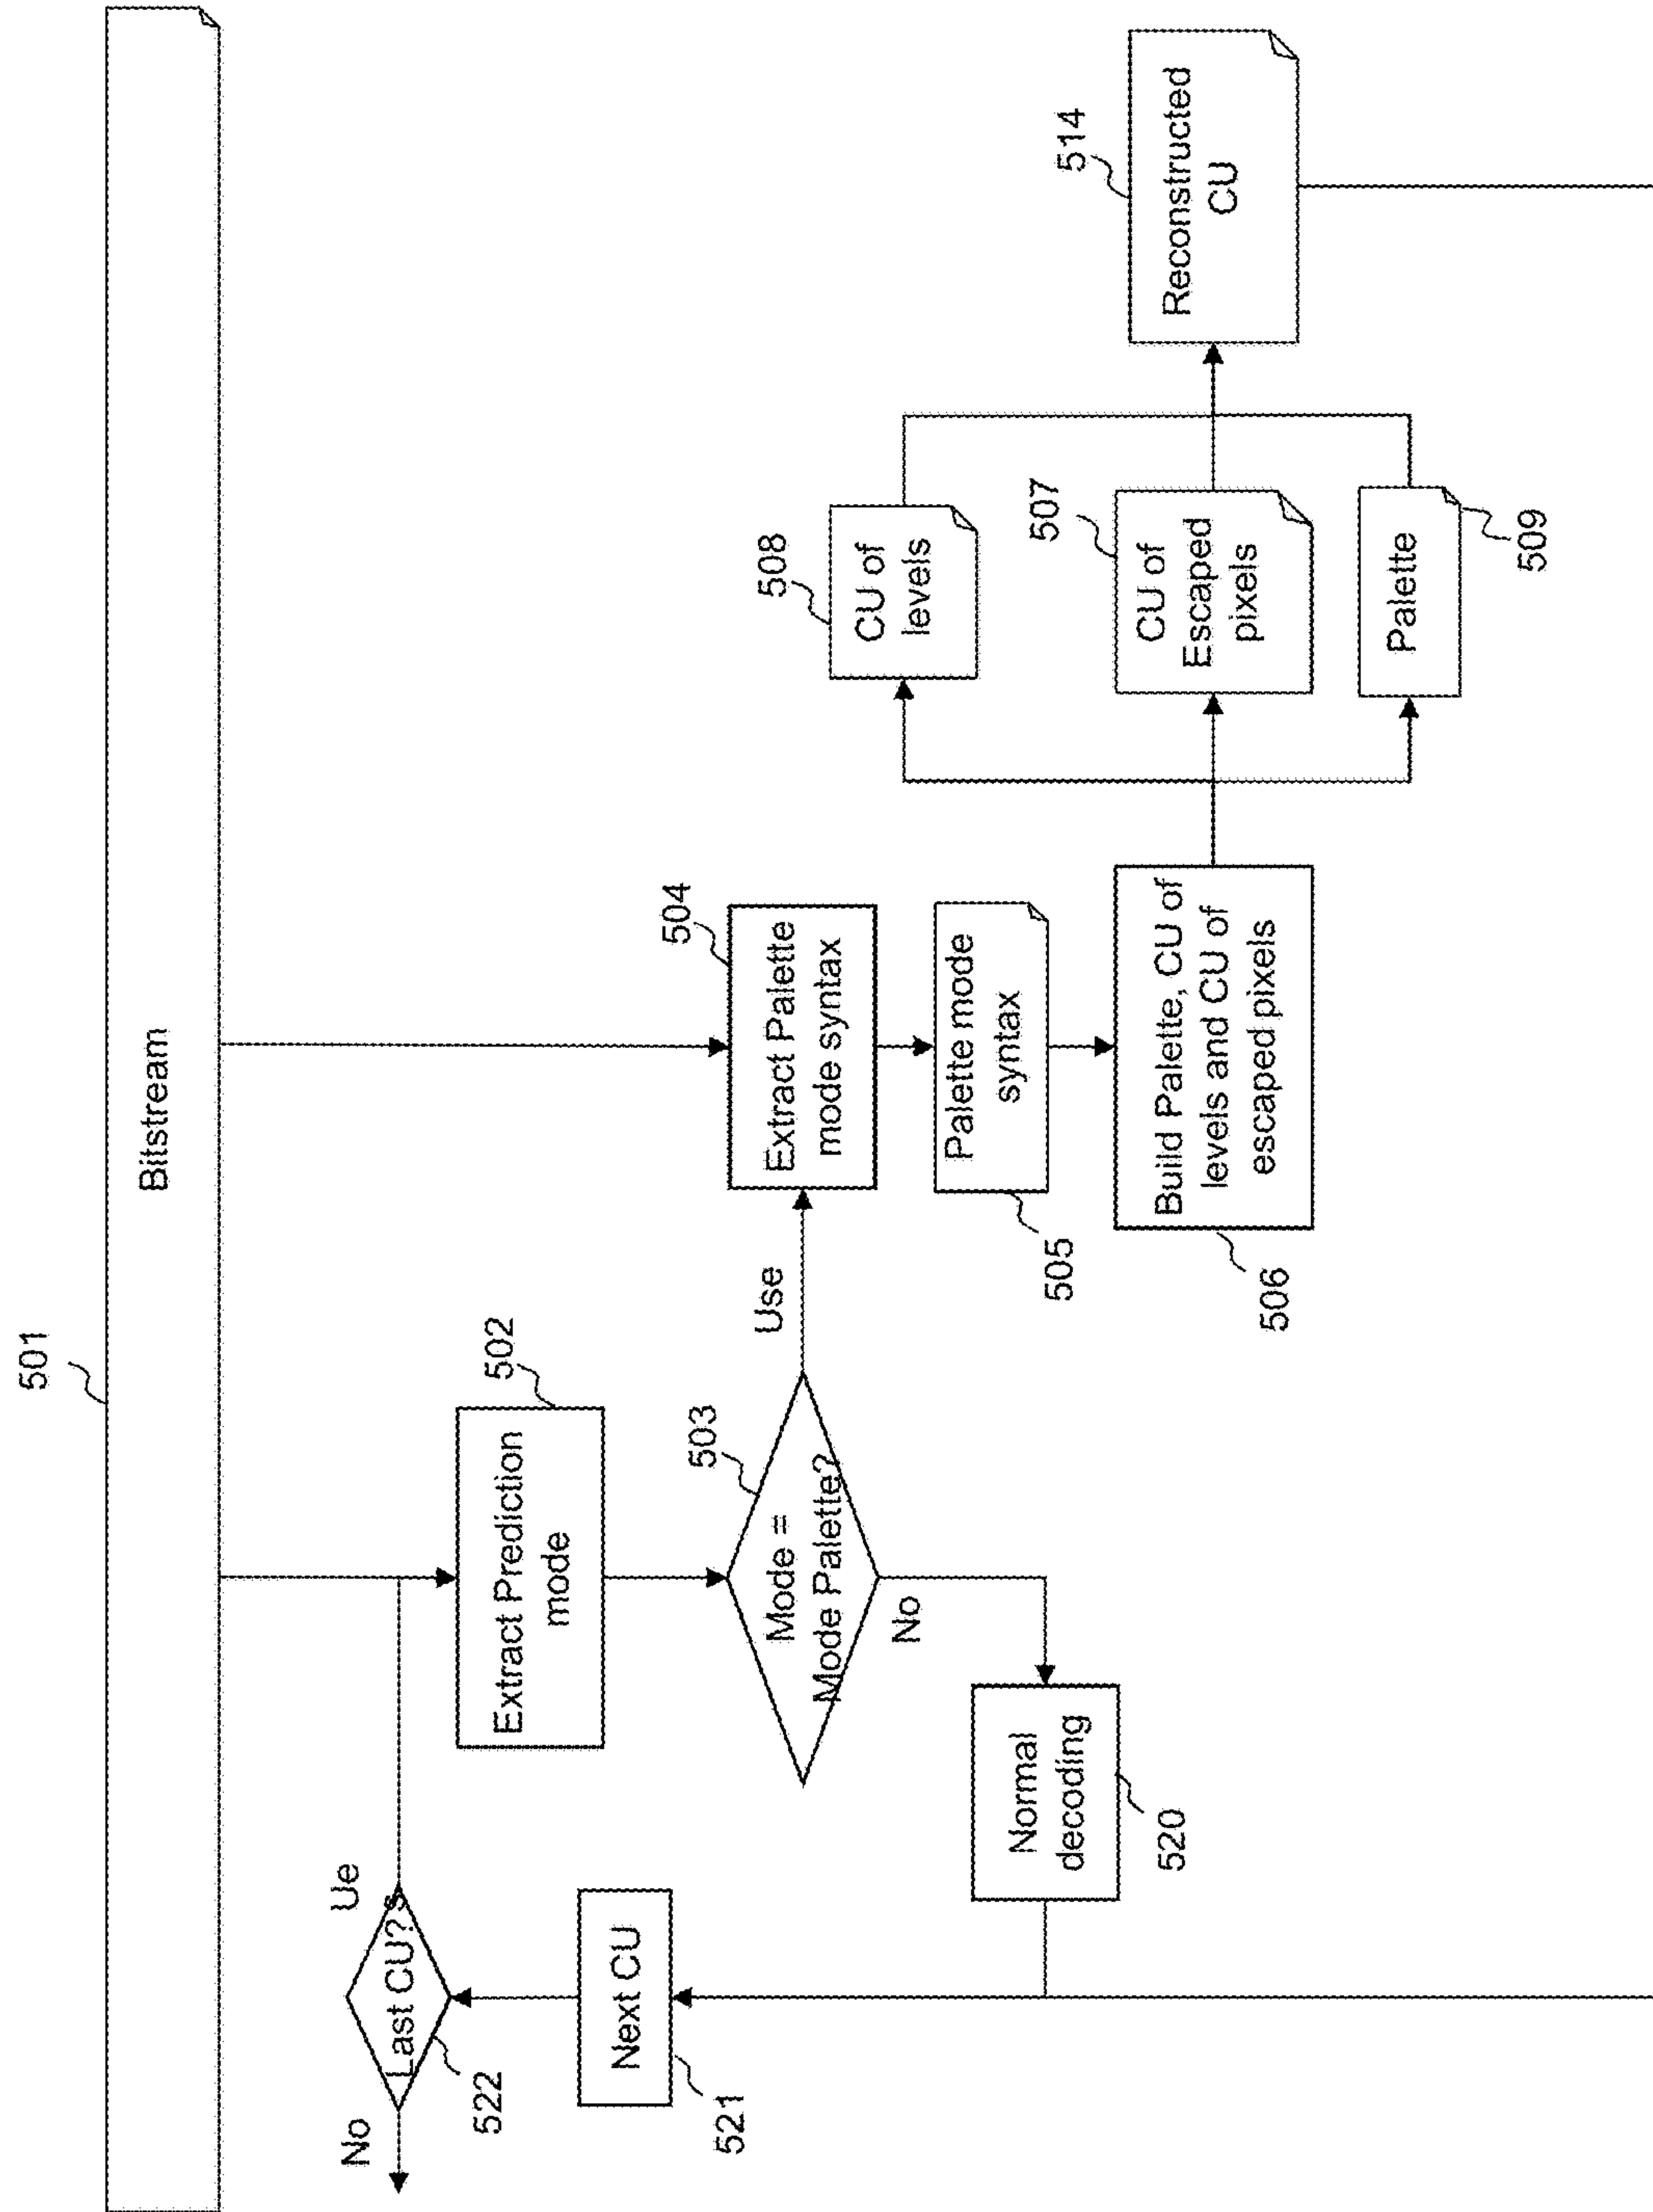 501
Bitstream
Ue
Last CU?s
No
522
Next CU
521
Extract Prediction
mode
502
Mode =
Mode Palette?
503
Use
No
Normal
decoding
520
504
Extract Palette
mode syntax
Palette mode
syntax
505
Build Palette, CU of
levels and CU of
escaped pixels
506
508
CU of
levels
507
CU of
Escaped
pixels
Palette
509
514
Reconstructed
CU